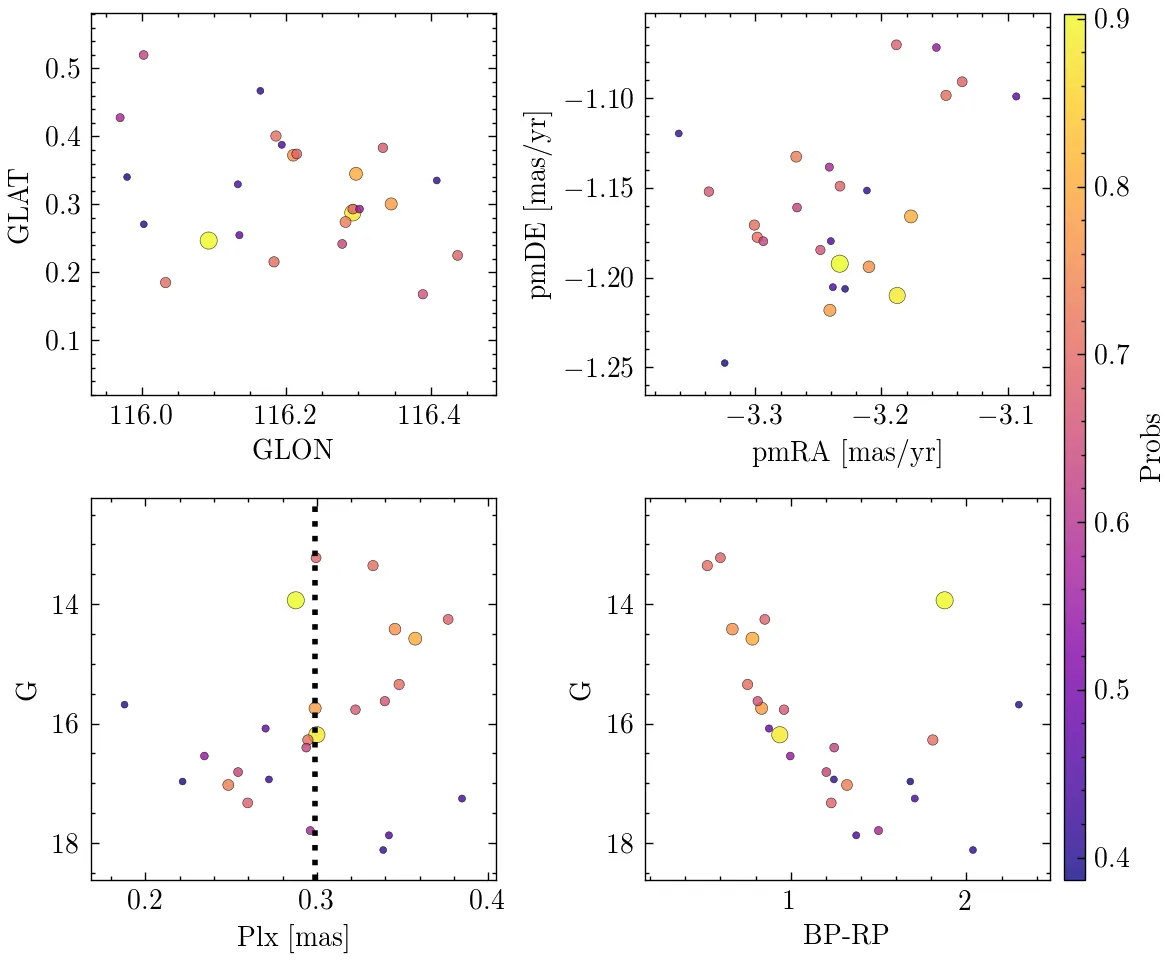 GLAT
0.5
0.4
0.3
0.2
0.1
116.0 116.2 116.4
GLON
pmDE [mas/yr]
−1.10
−1.15
−1.20
−1.25
−3.3 −3.2 −3.1
pmRA [mas/yr]
G
14
16
18
0.2 0.3 0.4
Plx [mas]
G
14
16
18
1 2
BP-RP
0.9
0.8
0.7
0.6
0.5
0.4
Probs